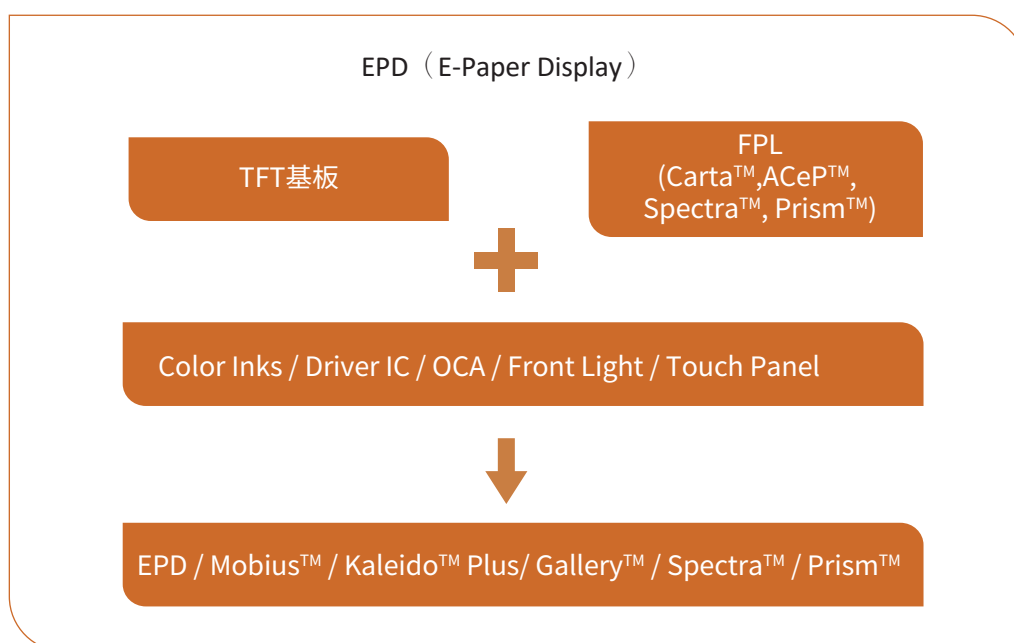 EPD（E-Paper Display）
TFT基板
FPL
(Carta™,ACeP™,
Spectra™, Prism™)
Color Inks / Driver IC / OCA / Front Light / Touch Panel
EPD / Mobius™ / Kaleido™ Plus/ Gallery™ / Spectra™ / Prism™